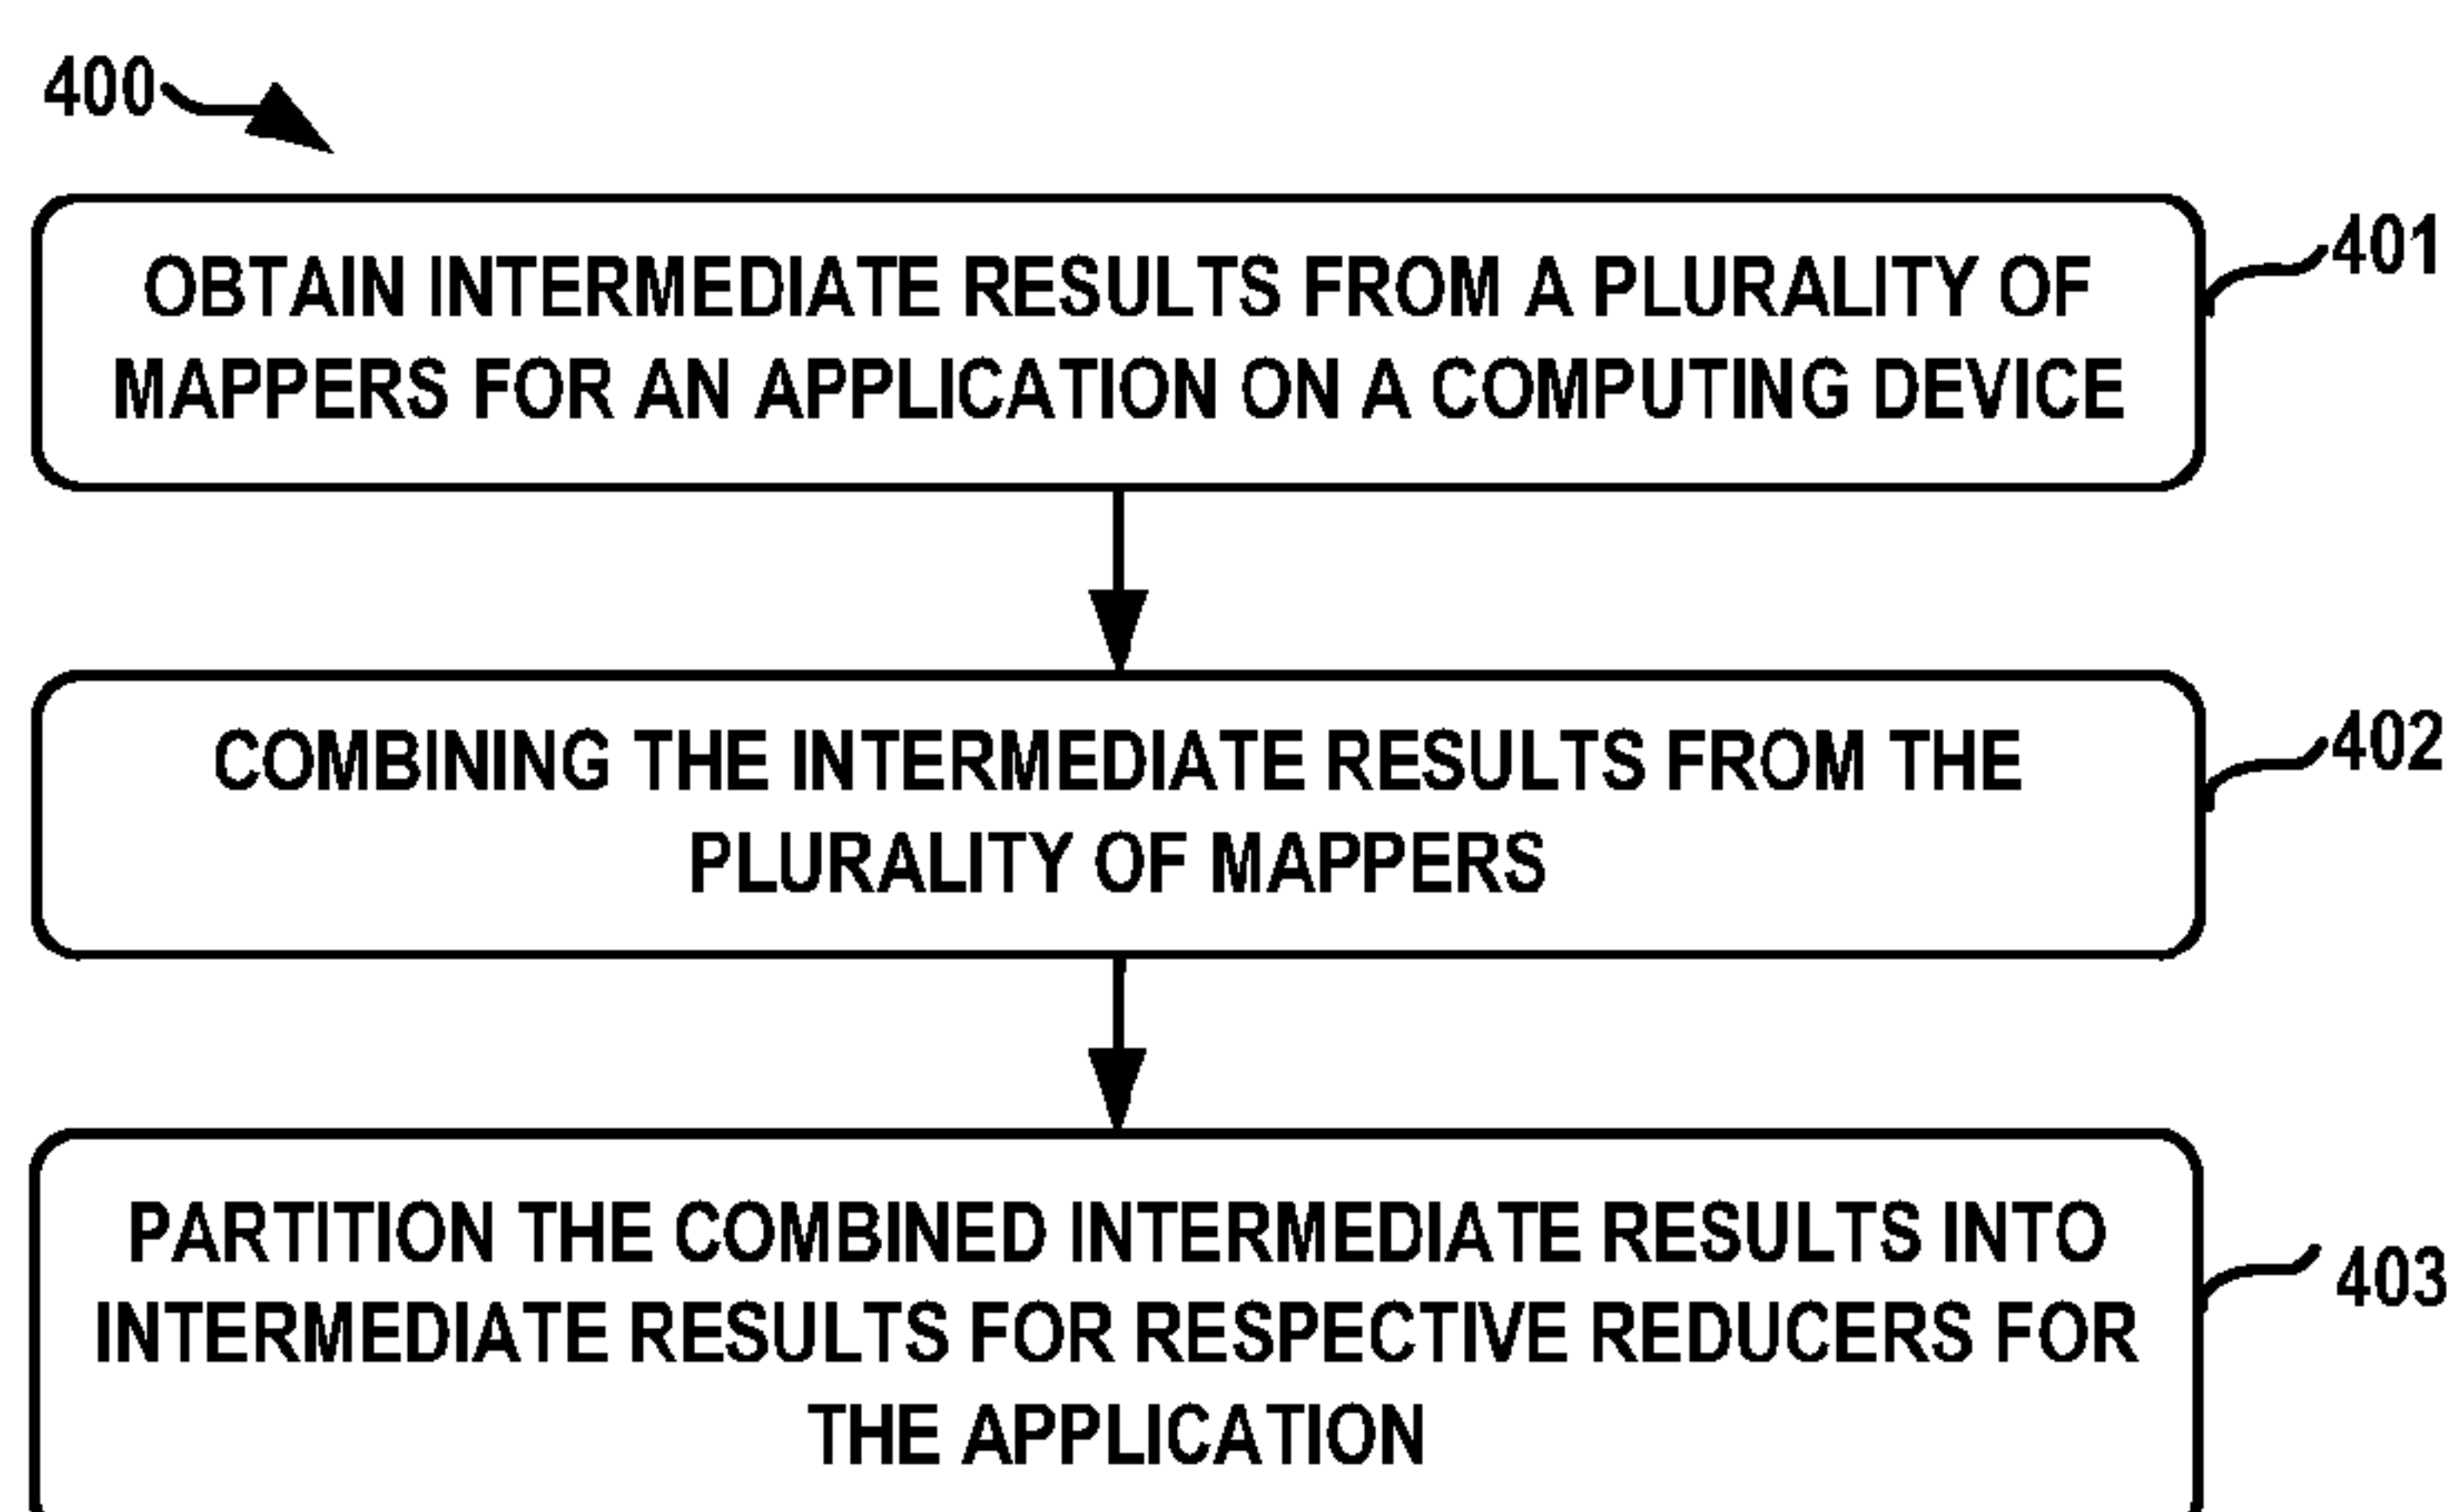 400
OBTAIN INTERMEDIATE RESULTS FROM A PLURALITY OF
MAPPERS FOR AN APPLICATION ON A COMPUTING DEVICE
401
COMBINING THE INTERMEDIATE RESULTS FROM THE
PLURALITY OF MAPPERS
402
PARTITION THE COMBINED INTERMEDIATE RESULTS INTO
INTERMEDIATE RESULTS FOR RESPECTIVE REDUCERS FOR
THE APPLICATION
403